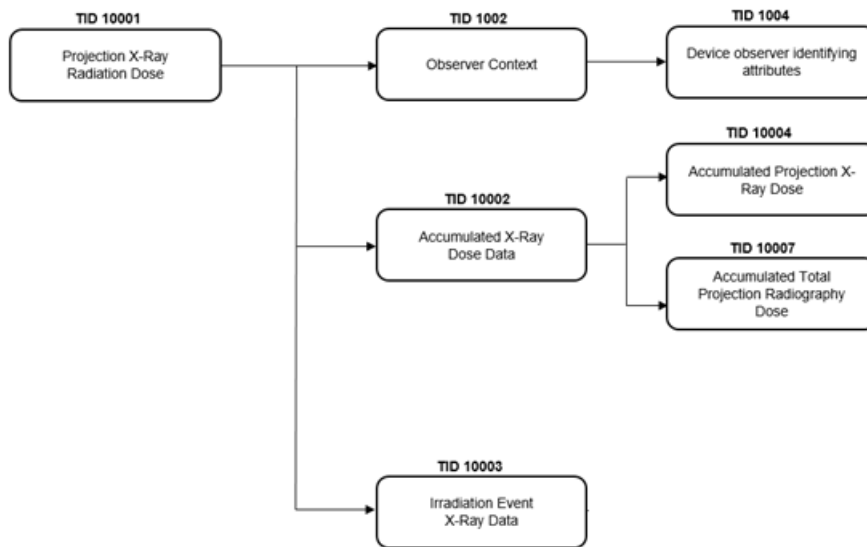 TID 10001
Projection X-Ray
Radiation Dose
TID 1002
Observer Context
TID 1004
Device observer identifying
attributes
TID 10002
Accumulated X-Ray
Dose Data
TID 10004
Accumulated Projection X-
Ray Dose
TID 10007
Accumulated Total
Projection Radiography
Dose
TID 10003
Irradiation Event
X-Ray Data